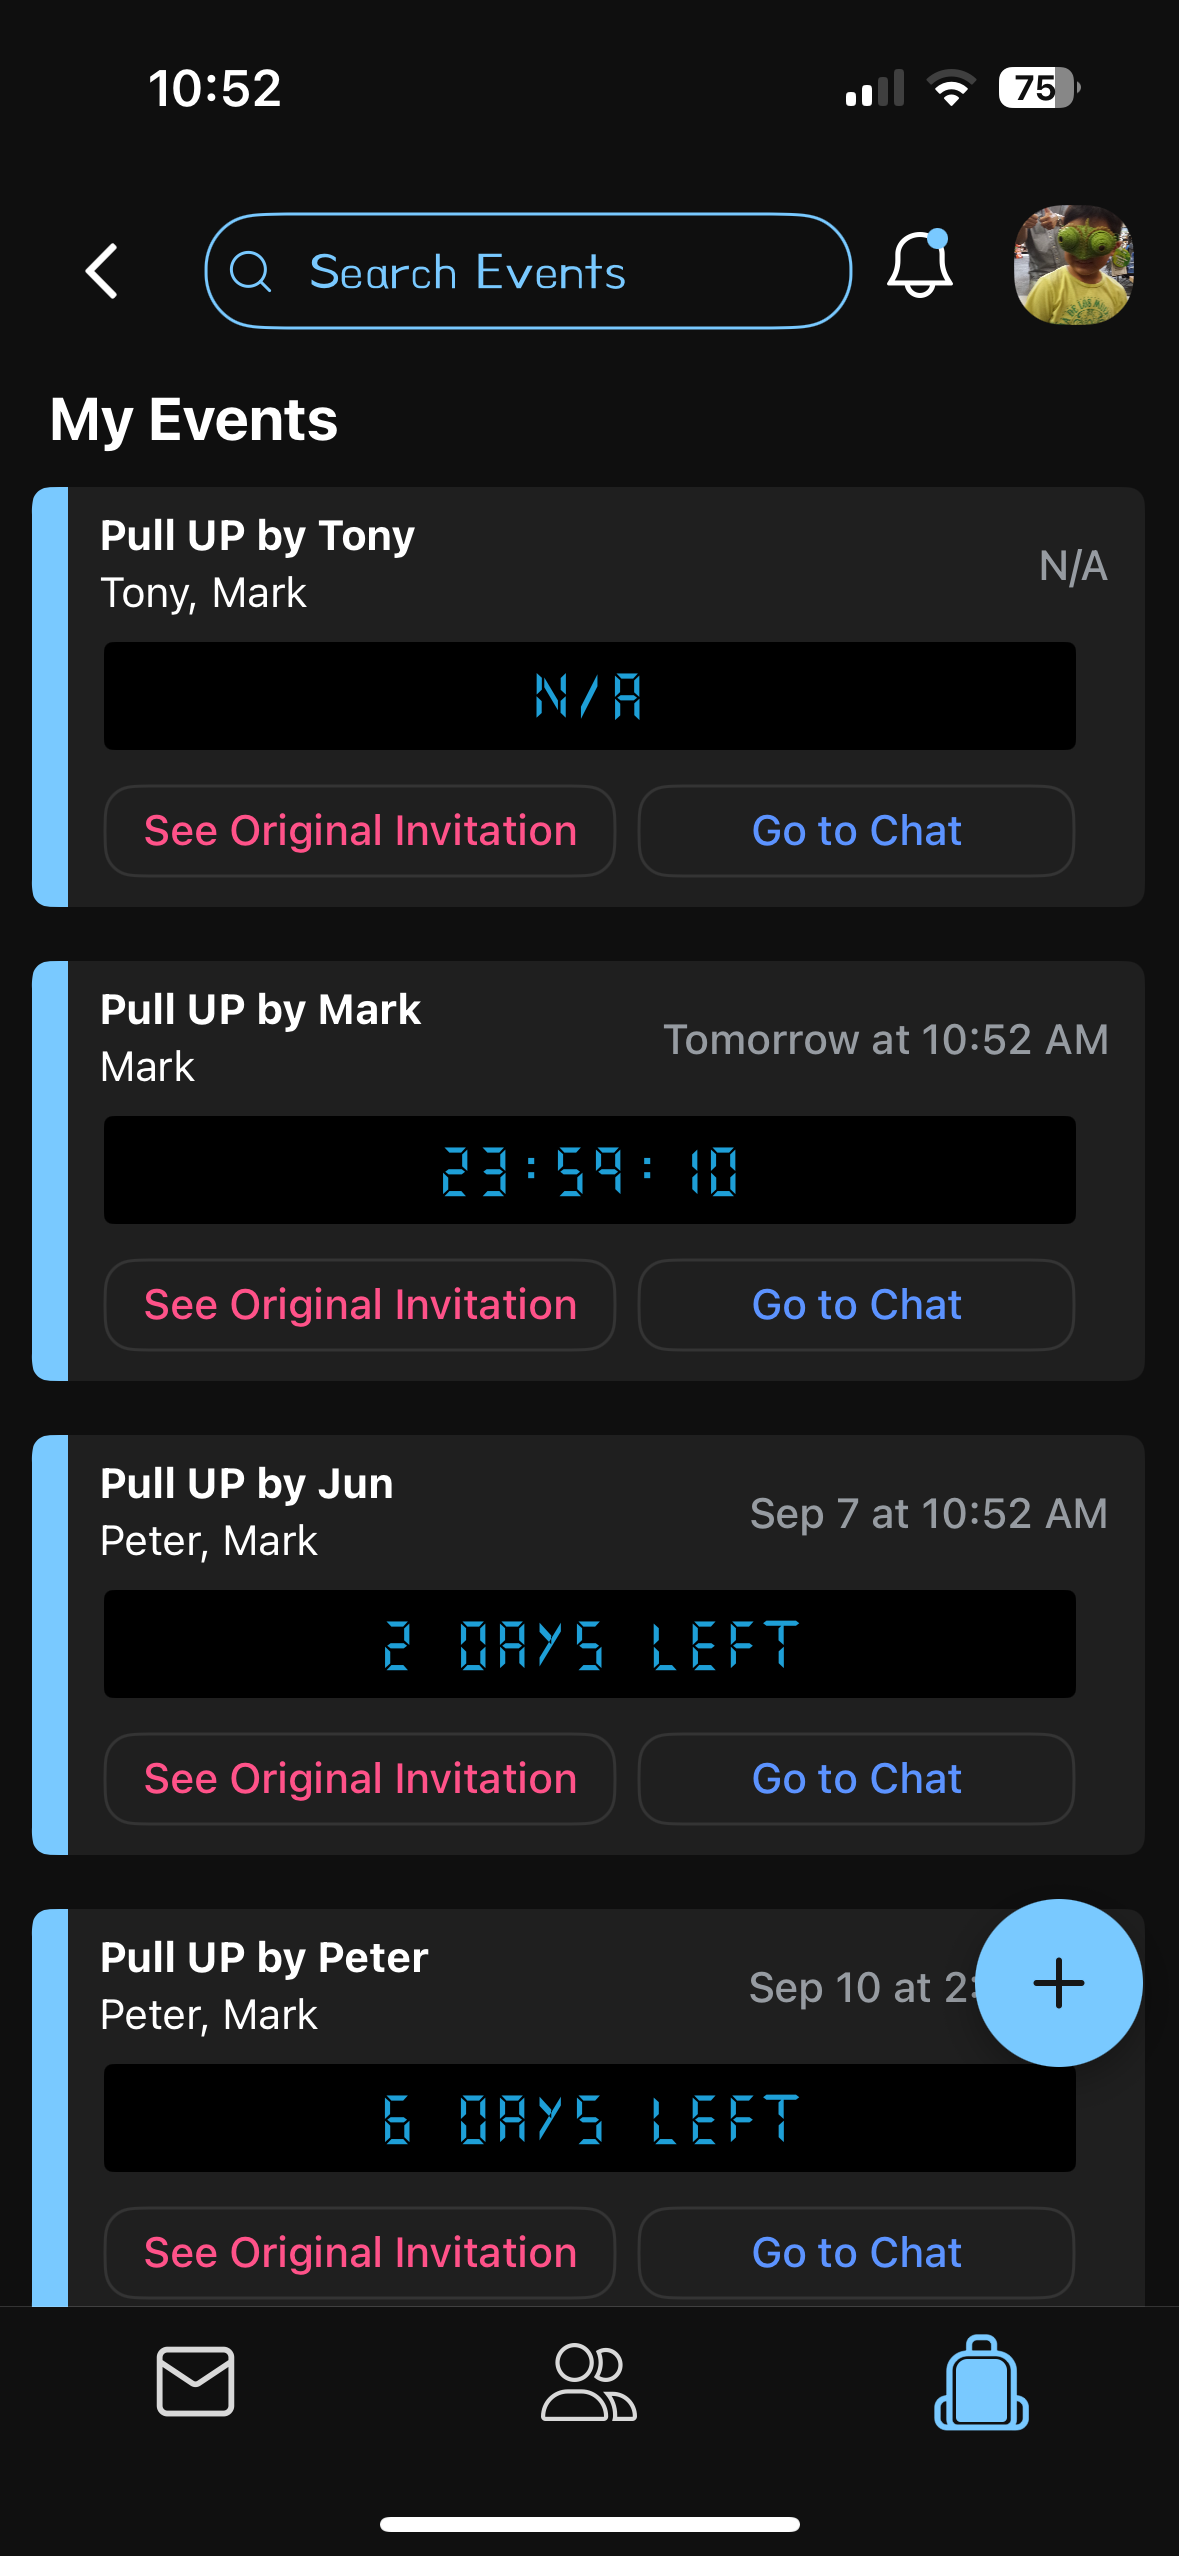 10:52
75
Search Events
My Events
Pull UP by Tony
Tony, Mark
N/A
N/A
See Original Invitation
Go to Chat
Pull UP by Mark
Mark
Tomorrow at 10:52 AM
23:59:10
See Original Invitation
Go to Chat
Pull UP by Jun
Peter, Mark
Sep 7 at 10:52 AM
2 DAYS LEFT
See Original Invitation
Go to Chat
Pull UP by Peter
Peter, Mark
Sep 10 at 2:
6 DAYS LEFT
See Original Invitation
Go to Chat